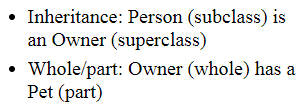 • Inheritance: Person (subclass) is
an Owner (superclass)
• Whole/part: Owner (whole) has a
Pet (part)